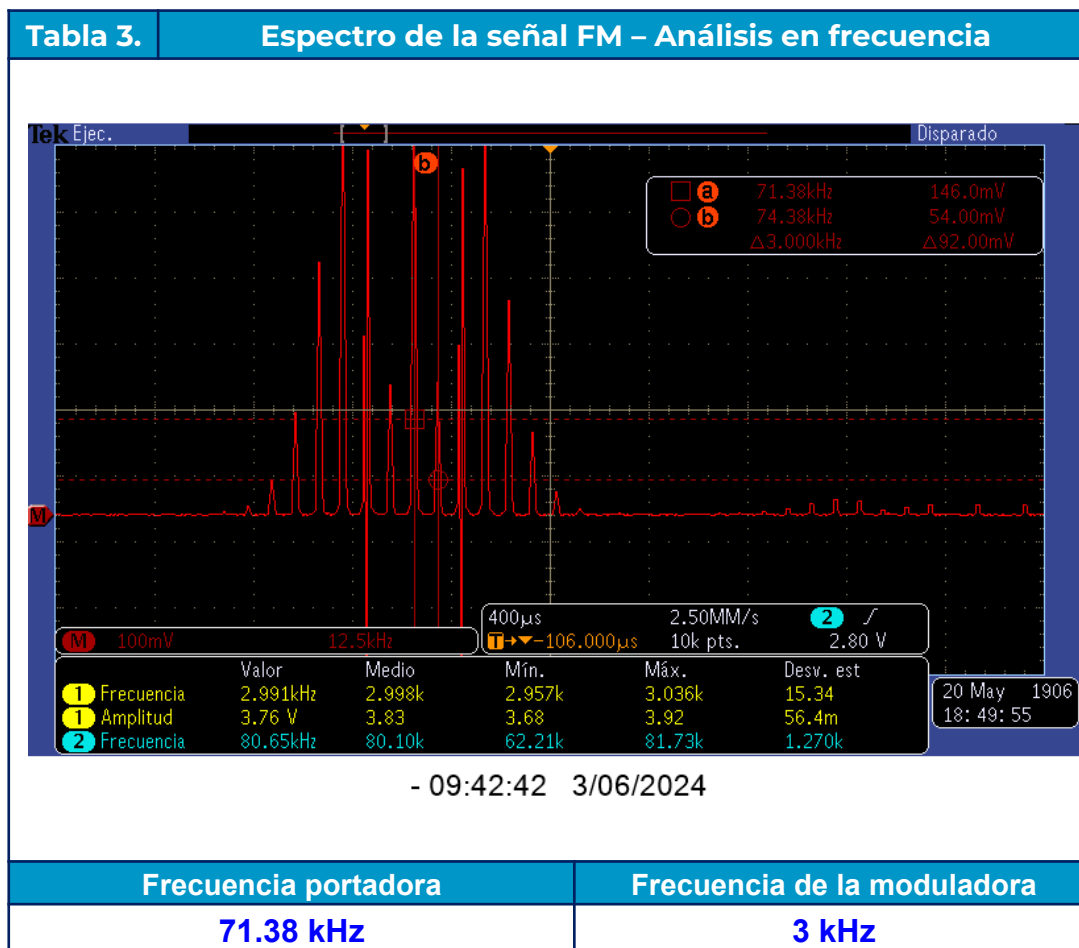 Tabla 3. Espectro de la señal FM – Análisis en frecuencia
Tek Ejec. Disparado
b
a 71.38kHz 146.0mV
b 74.38kHz 54.00mV
Δ3.000kHz Δ92.00mV
M
M 100mV 12.5kHz
400µs 2.50MM/s 2
T→▼-106.000µs 10k pts. 2.80 V
Valor Medio Mín. Máx. Desv. est
1 Frecuencia 2.991kHz 2.998k 2.957k 3.036k 15.34
1 Amplitud 3.76 V 3.83 3.68 3.92 56.4m
2 Frecuencia 80.65kHz 80.10k 62.21k 81.73k 1.270k
20 May 1906
18:49:55
- 09:42:42 3/06/2024
Frecuencia portadora Frecuencia de la moduladora
71.38 kHz 3 kHz